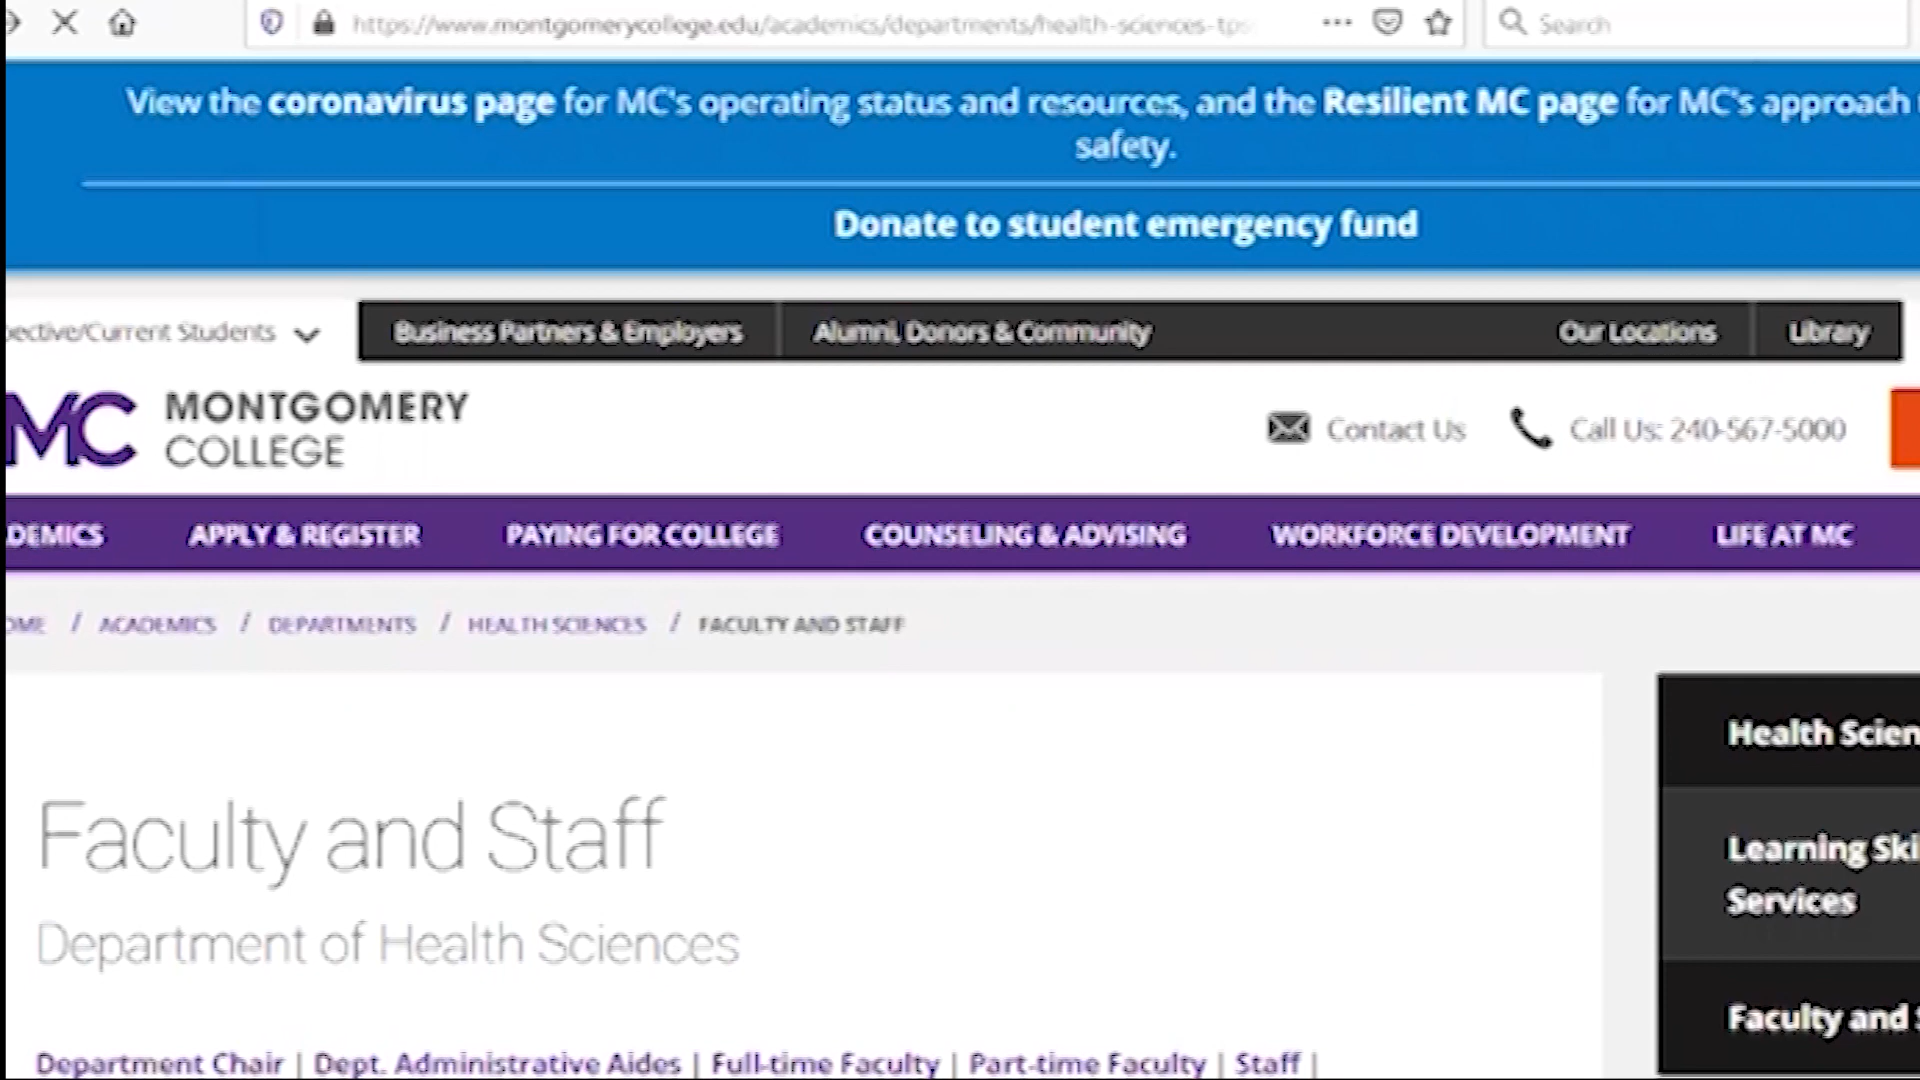 https://www.montgomerycollege.edu/academics/departments/health-sciences-tps
Search
View the coronavirus page for MC's operating status and resources, and the Resilient MC page for MC's approach
safety.
Donate to student emergency fund
pective/Current Students
Business Partners & Employers
Alumni, Donors & Community
Our Locations
Library
MC MONTGOMERY
COLLEGE
Contact Us
Call Us: 240-567-5000
DEMICS
APPLY & REGISTER
PAYING FOR COLLEGE
COUNSELING & ADVISING
WORKFORCE DEVELOPMENT
LIFE AT MC
OME / ACADEMICS / DEPARTMENTS / HEALTH SCIENCES / FACULTY AND STAFF
Faculty and Staff
Department of Health Sciences
Department Chair | Dept. Administrative Aides | Full-time Faculty | Part-time Faculty | Staff |
Health Scien
Learning Ski
Services
Faculty and S